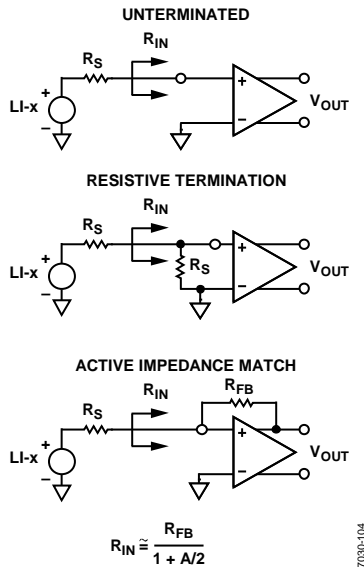 UNTERMINATED
R_IN
R_S
LI-x
+
–
+
–
V_OUT
RESISTIVE TERMINATION
R_IN
R_S
LI-x
+
–
R_S
+
–
V_OUT
ACTIVE IMPEDANCE MATCH
R_IN
R_FB
R_S
LI-x
+
–
+
–
V_OUT
R_IN ≅ R_FB / 1 + A/2
7030-104